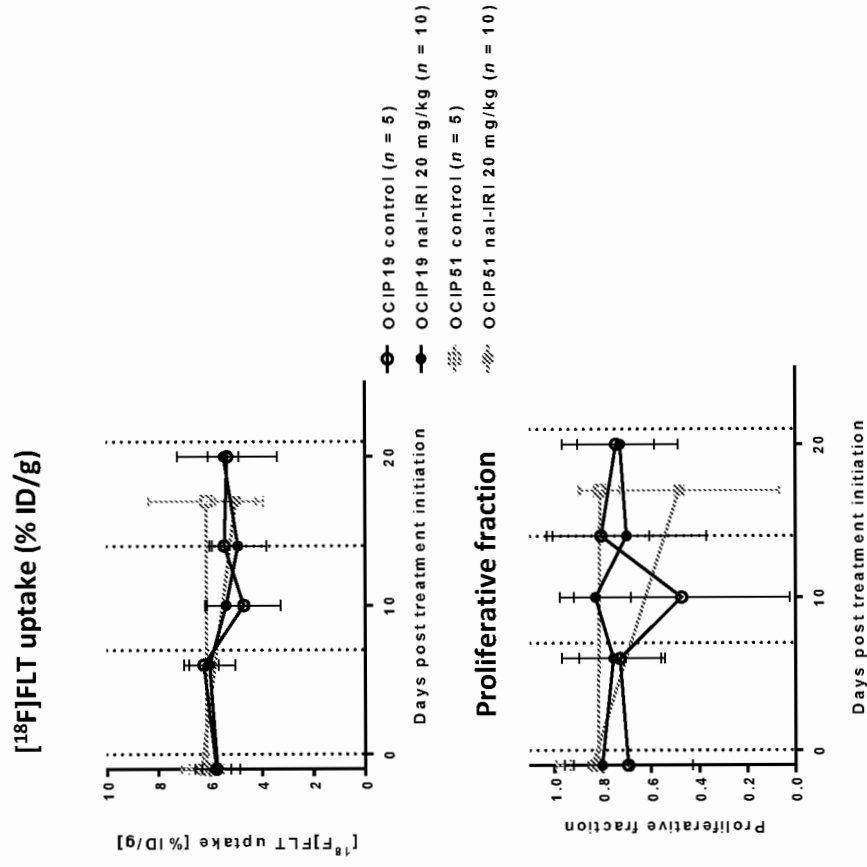 [18F]FLT uptake (% ID/g)
10
8
6
4
2
0
[18F]FLT uptake [% ID/g]
0
10
20
Days post treatment initiation
OCIP19 control (n = 5)
OCIP19 nal-IRI 20 mg/kg (n = 10)
OCIP51 control (n = 5)
OCIP51 nal-IRI 20 mg/kg (n = 10)
Proliferative fraction
1.0
0.8
0.6
0.4
0.2
0.0
Proliferative fraction
0
10
20
Days post treatment initiation